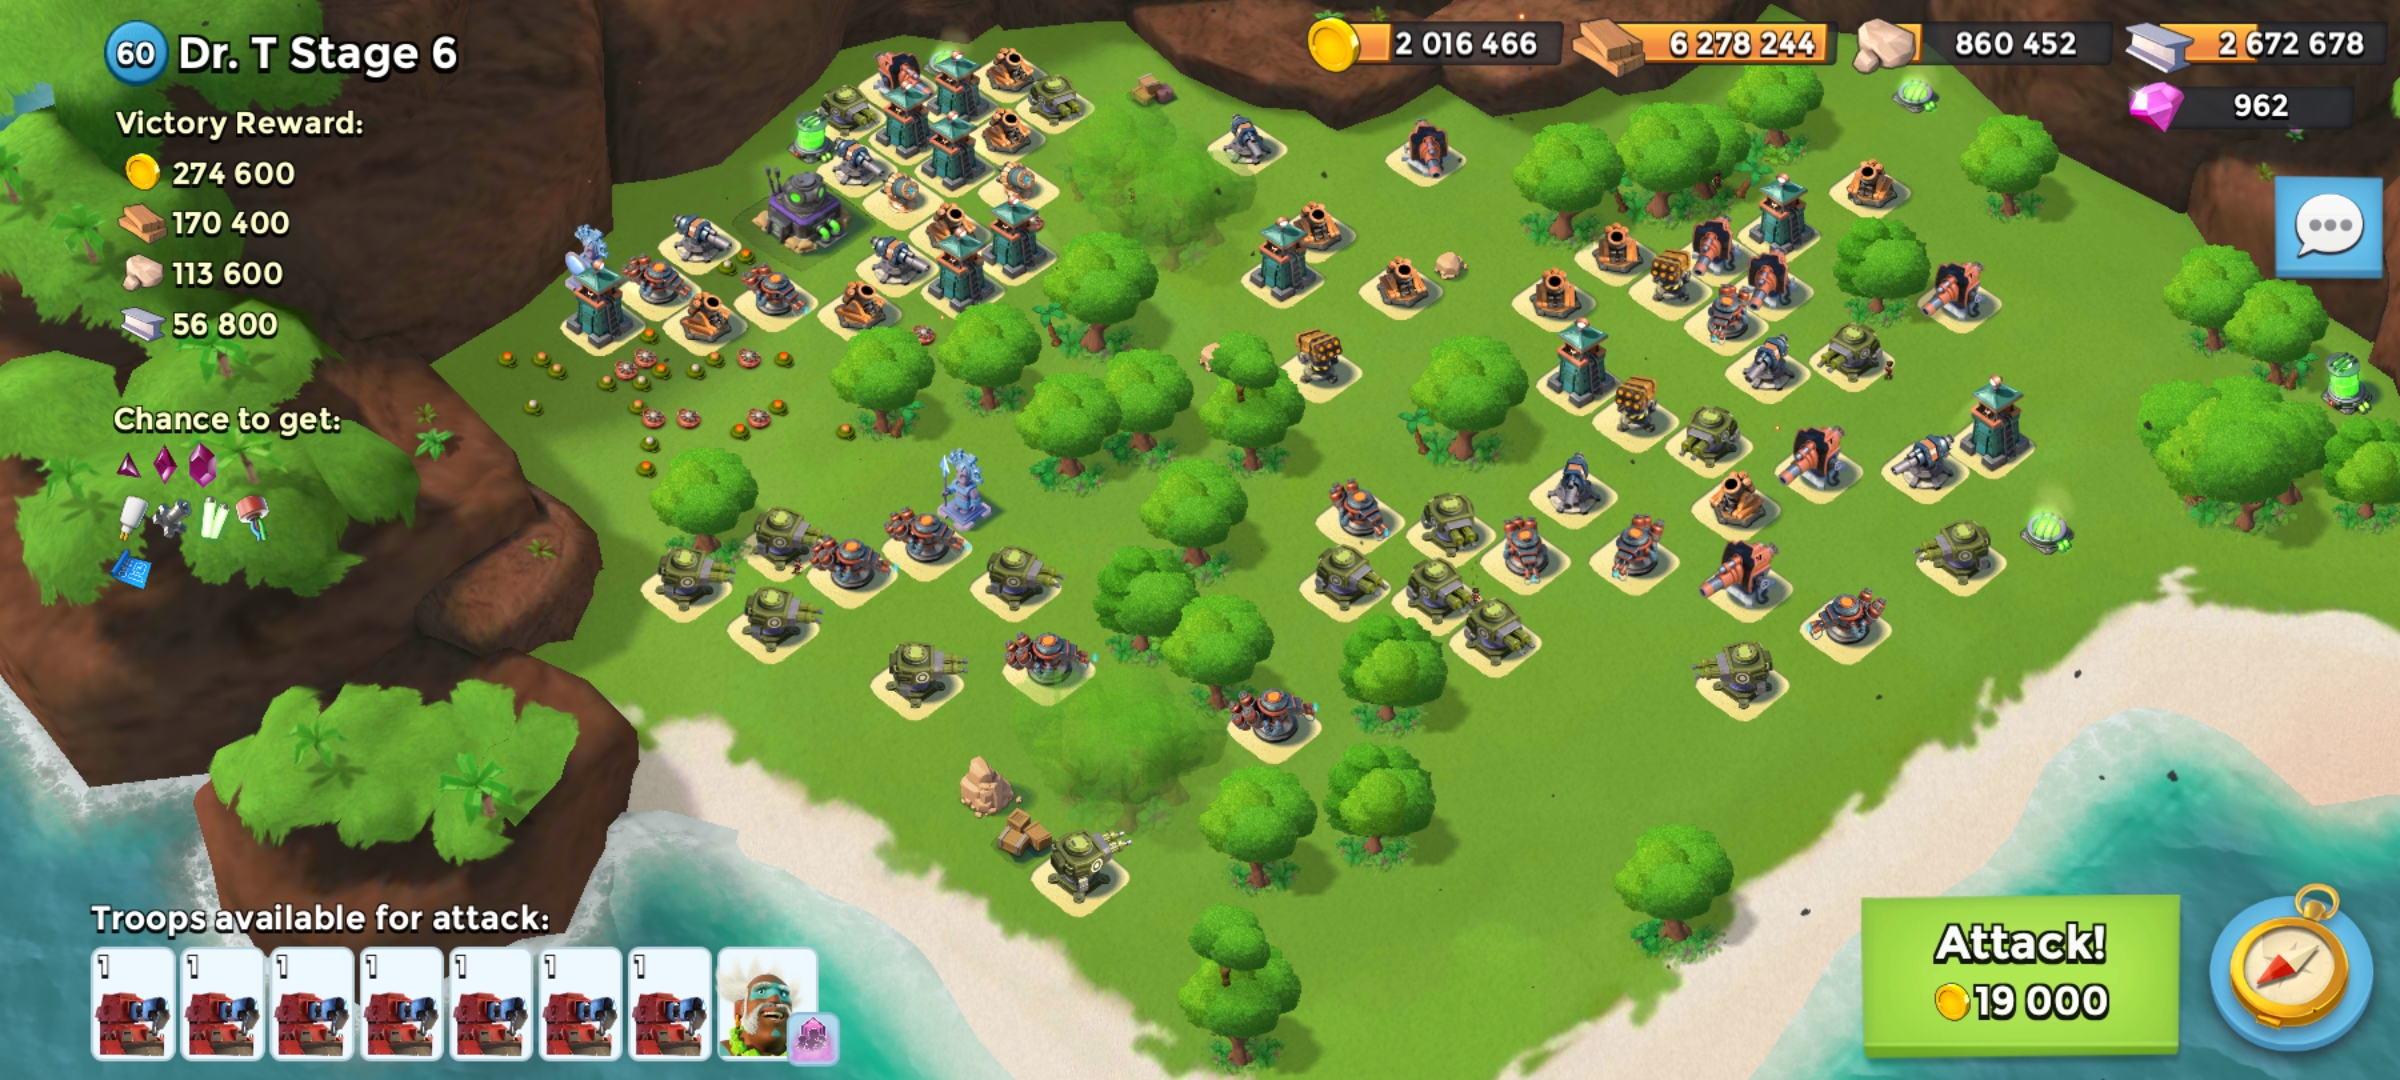 60 Dr. T Stage 6
Victory Reward:
274 600
170 400
113 600
56 800
Chance to get:
2 016 466
6 278 244
860 452
2 672 678
962
Troops available for attack:
1 1 1 1 1 1 1
Attack!
19 000